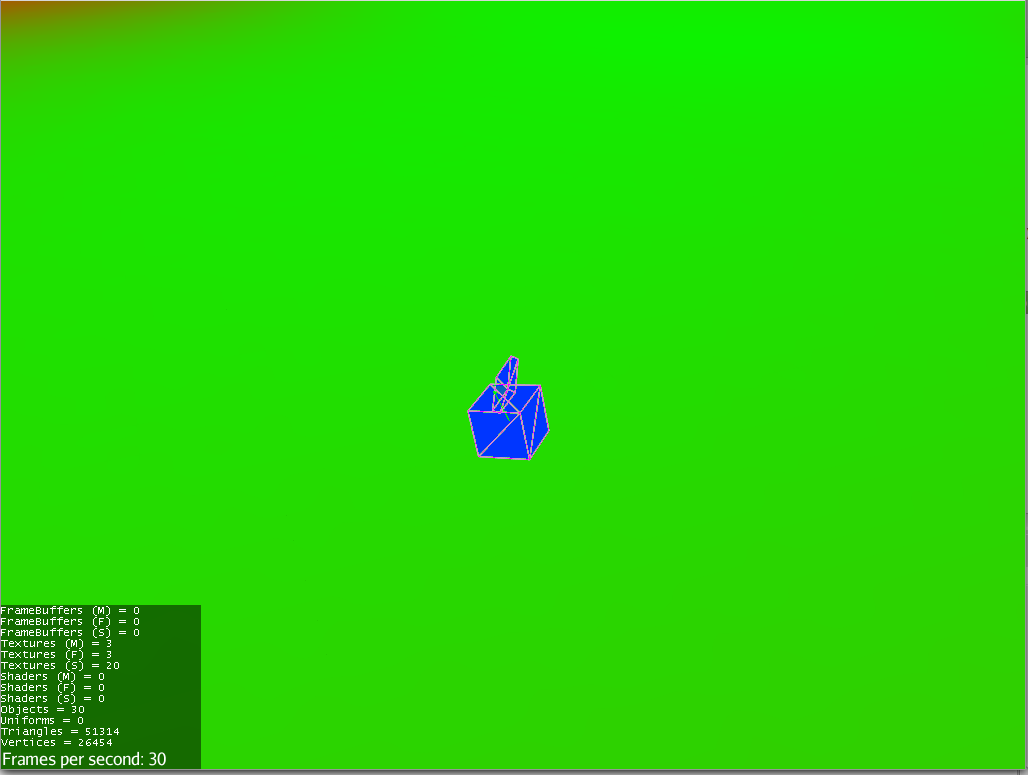 FrameBuffers (M) = 0
FrameBuffers (F) = 0
FrameBuffers (S) = 0
Textures (M) = 3
Textures (F) = 3
Textures (S) = 20
Shaders (M) = 0
Shaders (F) = 0
Shaders (S) = 0
Objects = 30
Uniforms = 0
Triangles = 51314
Vertices = 26454
Frames per second: 30